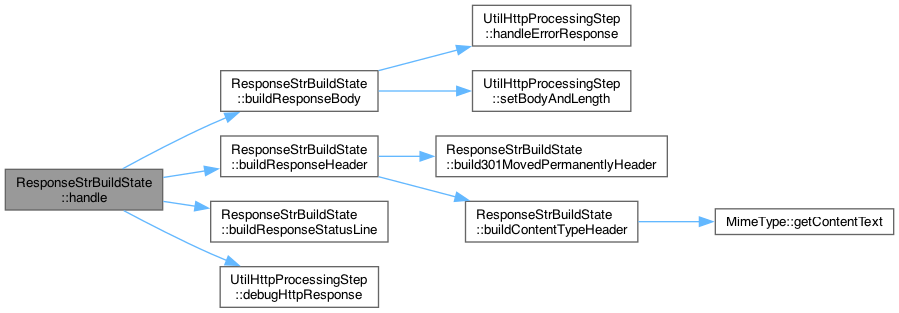 ResponseStrBuildState
::handle
ResponseStrBuildState
::buildResponseBody
UtilHttpProcessingStep
::handleErrorResponse
UtilHttpProcessingStep
::setBodyAndLength
ResponseStrBuildState
::buildResponseHeader
ResponseStrBuildState
::build301MovedPermanentlyHeader
ResponseStrBuildState
::buildContentTypeHeader
MimeType::getContentText
ResponseStrBuildState
::buildResponseStatusLine
UtilHttpProcessingStep
::debugHttpResponse